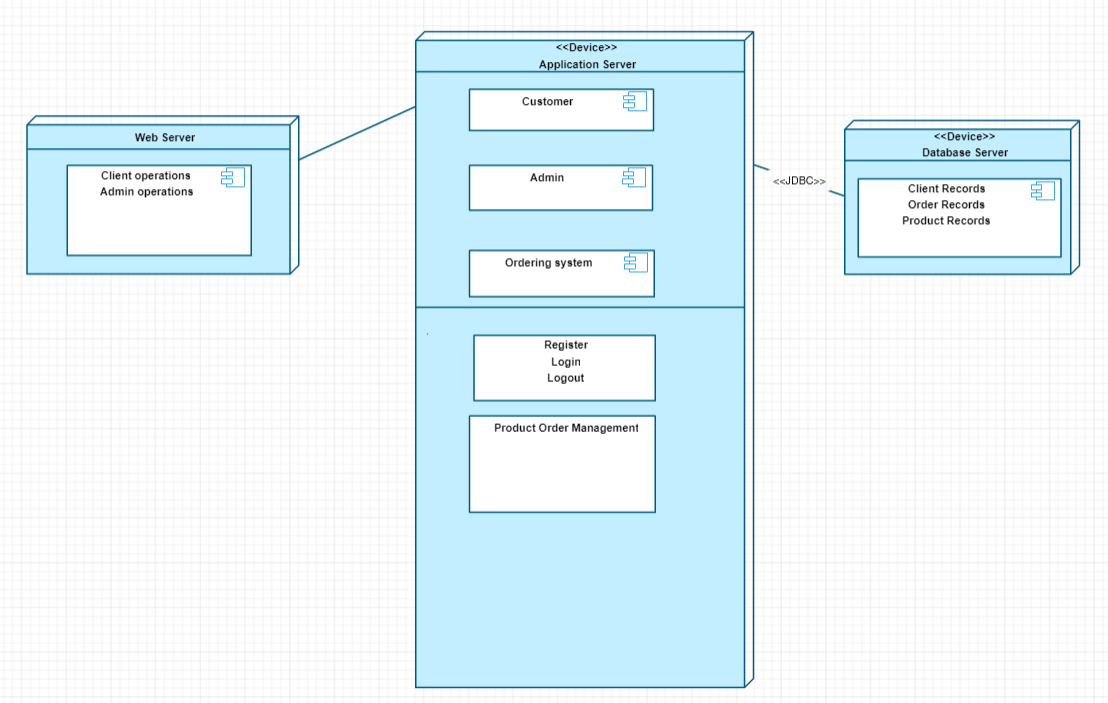 Web Server
Client operations
Admin operations
<<Device>>
Application Server
Customer
Admin
Ordering system
Register
Login
Logout
Product Order Management
<<JDBC>>
<<Device>>
Database Server
Client Records
Order Records
Product Records